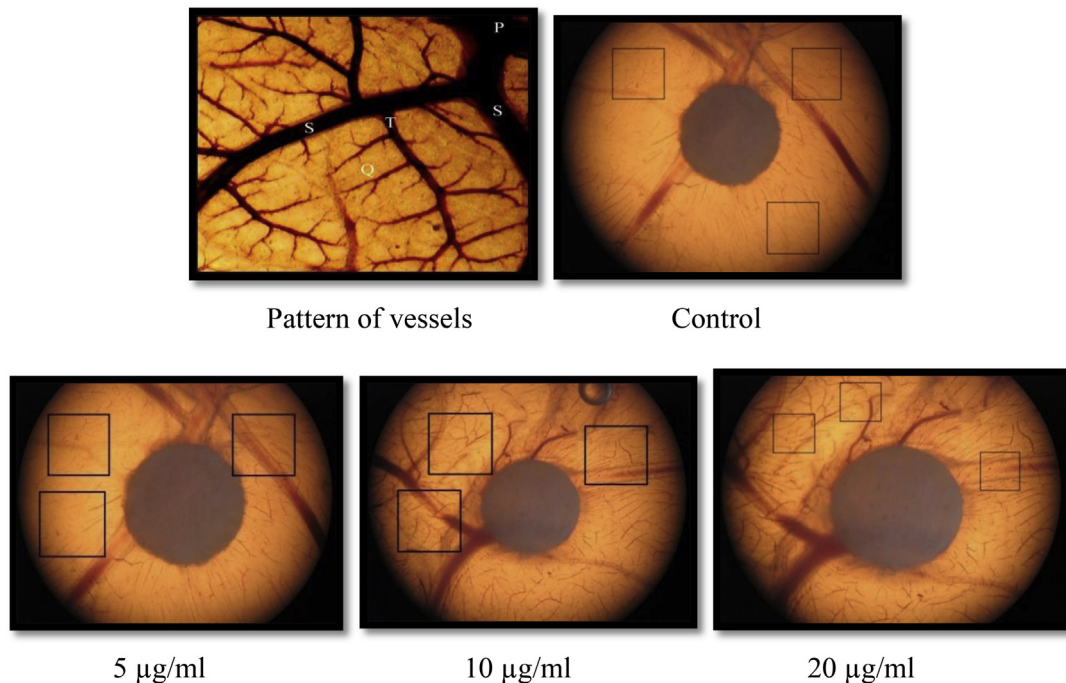 P
S
S
T
Q
Pattern of vessels
Control
5 µg/ml
10 µg/ml
20 µg/ml